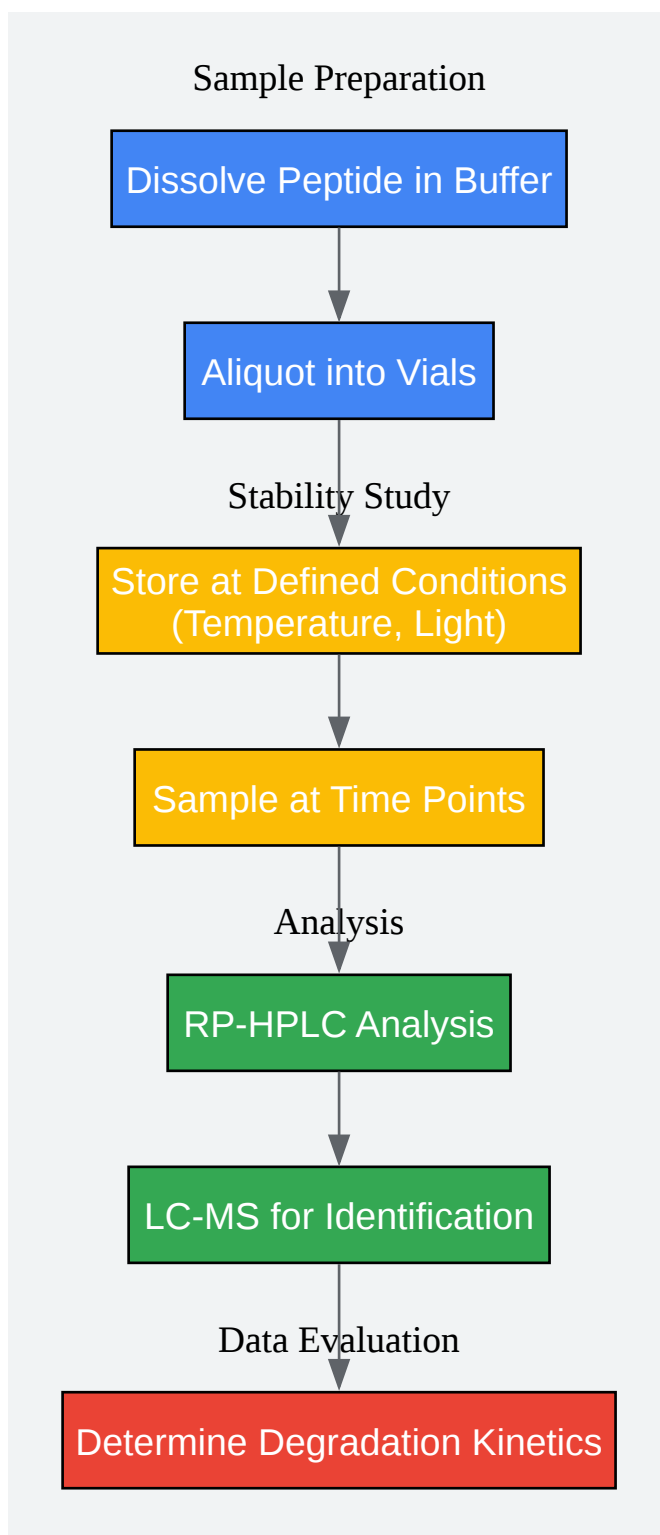 Sample Preparation
Dissolve Peptide in Buffer
Aliquot into Vials
Stability Study
Store at Defined Conditions
(Temperature, Light)
Sample at Time Points
Analysis
RP-HPLC Analysis
LC-MS for Identification
Data Evaluation
Determine Degradation Kinetics